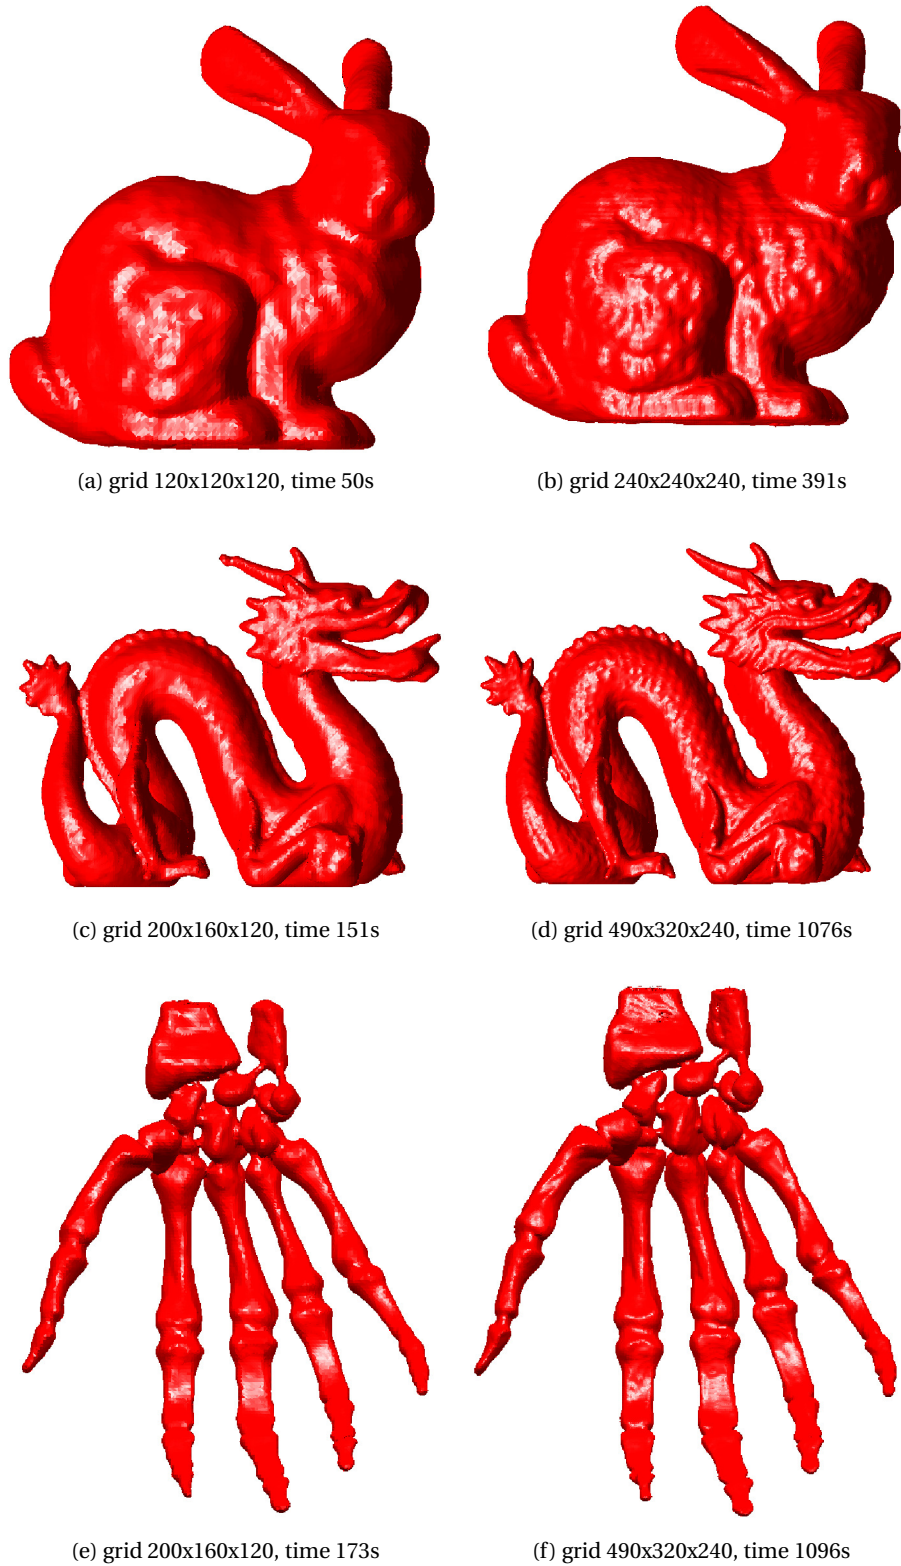 (a) grid 120x120x120, time 50s
(b) grid 240x240x240, time 391s
(c) grid 200x160x120, time 151s
(d) grid 490x320x240, time 1076s
(e) grid 200x160x120, time 173s
(f) grid 490x320x240, time 1096s